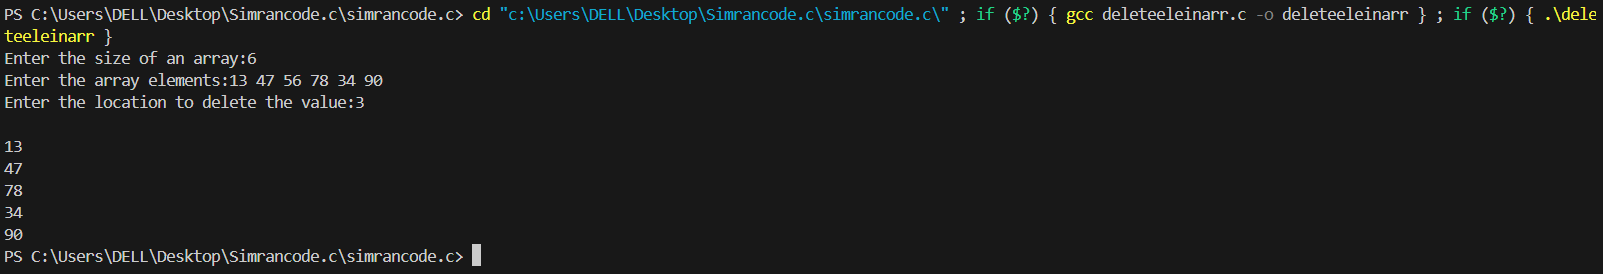 PS C:\Users\DELL\Desktop\Simrancode.c\simrancode.c> cd "c:\Users\DELL\Desktop\Simrancode.c\simrancode.c\" ; if ($?) { gcc deleteeleinarr.c -o deleteeleinarr } ; if ($?) { .\dele
teeleinarr }
Enter the size of an array:6
Enter the array elements:13 47 56 78 34 90
Enter the location to delete the value:3

13
47
78
34
90
PS C:\Users\DELL\Desktop\Simrancode.c\simrancode.c>